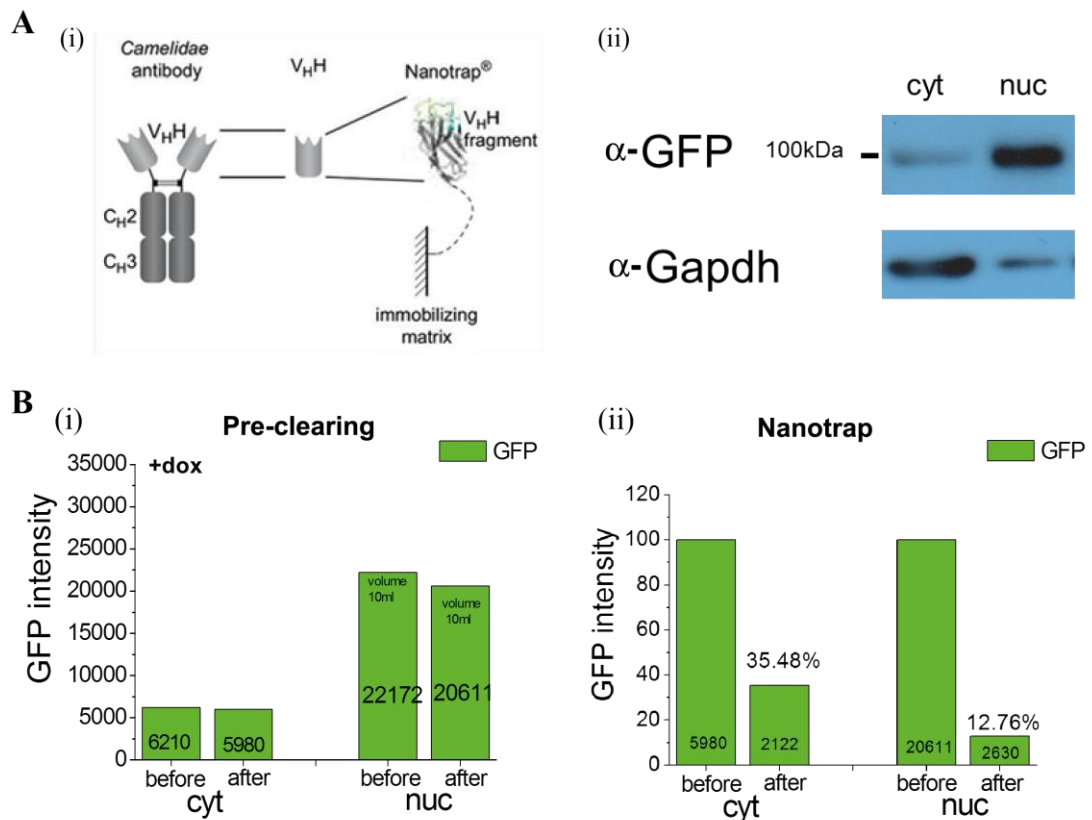 A
(i)
Camelidae
antibody
VHH
Nanotrap®
VHH
VHH
fragment
CH2
CH3
immobilizing
matrix
(ii)
cyt nuc
α-GFP 100kDa
α-Gapdh
B
(i)
Pre-clearing
GFP
+dox
GFP intensity
35000
30000
25000
20000
15000
10000
5000
0
6210
5980
volume
10ml
22172
volume
10ml
20611
before after before after
cyt nuc
(ii)
Nanotrap
GFP
GFP intensity
120
100
80
60
40
20
0
5980
35.48%
2122
20611
12.76%
2630
before after before after
cyt nuc